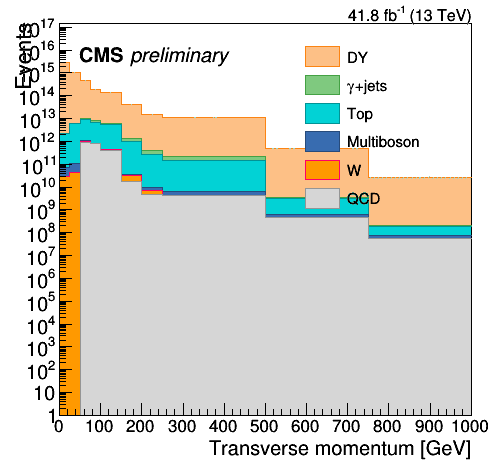 41.8 fb⁻¹ (13 TeV)
Events
CMS preliminary
DY
γ+jets
Top
Multiboson
W
QCD
10¹⁷
10¹⁶
10¹⁵
10¹⁴
10¹³
10¹²
10¹¹
10¹⁰
10⁹
10⁸
10⁷
10⁶
10⁵
10⁴
10³
10²
10
1
0 100 200 300 400 500 600 700 800 900 1000
Transverse momentum [GeV]